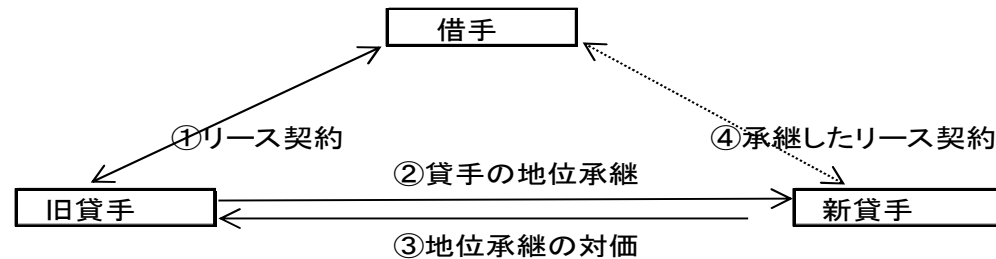 借手
①リース契約
④承継したリース契約
②貸手の地位承継
旧貸手
新貸手
③地位承継の対価